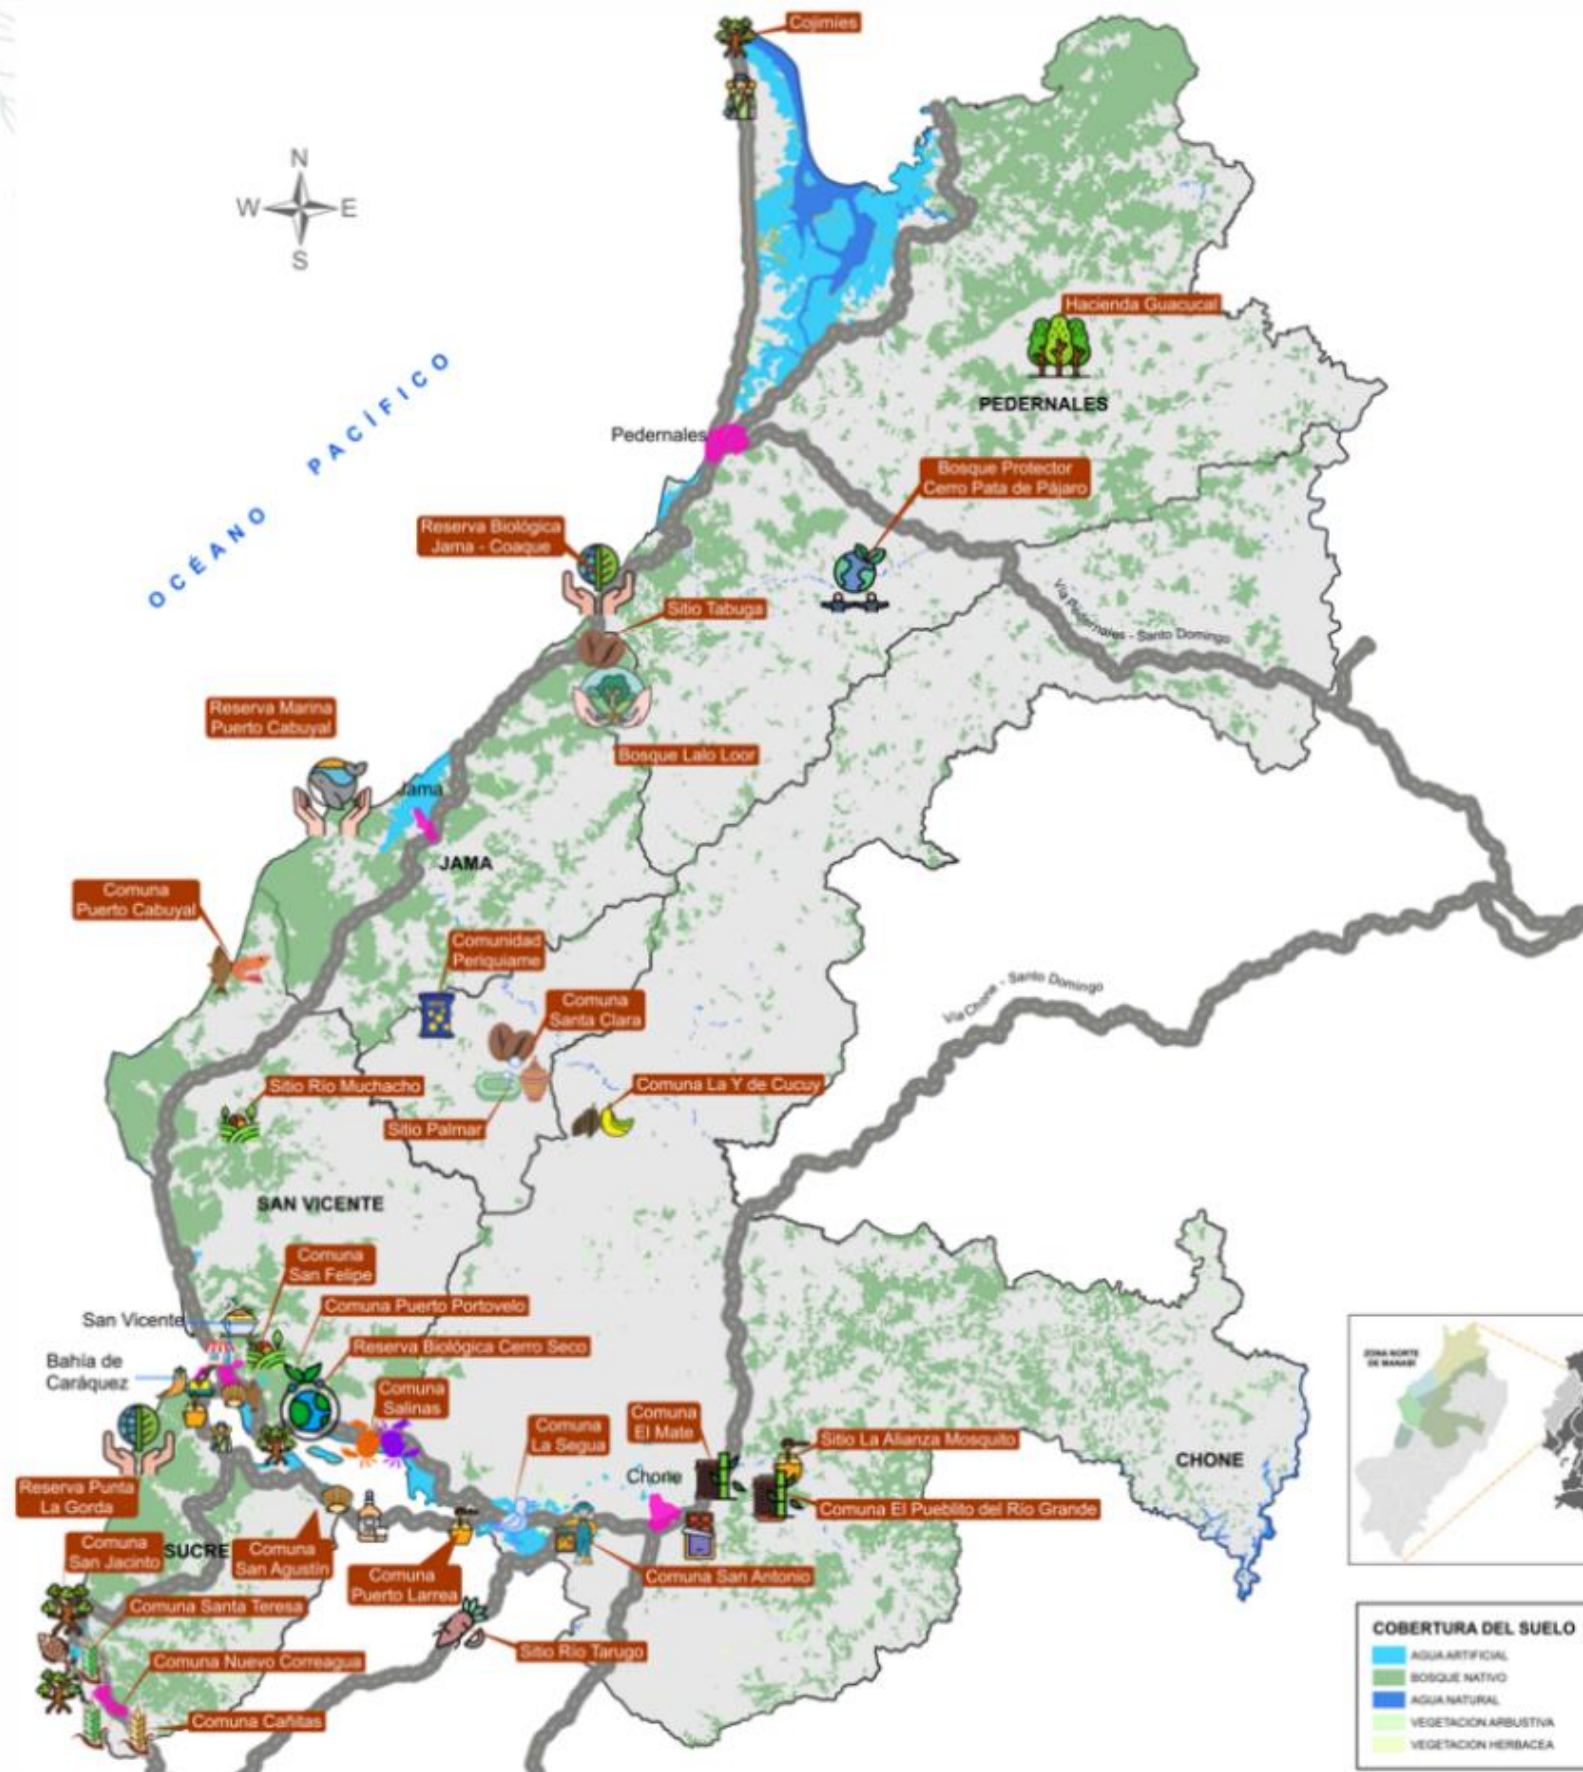 Cojimíes
N
W
E
S
Hacienda Guacucal
PEDERNALES
OCÉANO PACÍFICO
Pedernales
Bosque Protector
Cerro Pata de Pájaro
Reserva Biológica
Jama - Coaque
Vía Pedernales - Santo Domingo
Sitio Tabuga
Reserva Marina
Puerto Cabuyal
Bosque Lalo Loor
Jama
JAMA
Comuna
Puerto Cabuyal
Comunidad
Periquiame
Comuna
Santa Clara
Vía Chone - Santo Domingo
Sitio Río Muchacho
Comuna La Y de Cucuy
Sitio Palmar
SAN VICENTE
Comuna
San Felipe
Comuna Puerto Portovelo
San Vicente
Reserva Biológica Cerro Seco
Bahía de
Caráquez
Comuna
Salinas
Comuna
La Segua
Comuna
El Mate
Sitio La Alianza Mosquito
CHONE
Chone
Reserva Punta
La Gorda
Comuna El Pueblito del Río Grande
SUCRE
Comuna
San Jacinto
Comuna
San Agustín
Comuna
Puerto Larrea
Comuna San Antonio
Comuna Santa Teresa
Sitio Río Tarugo
Comuna Nuevo Correagua
Comuna Cañitas
ZONA NORTE
DE MANABÍ
COBERTURA DEL SUELO
AGUA ARTIFICIAL
BOSQUE NATIVO
AGUA NATURAL
VEGETACION ARBUSTIVA
VEGETACION HERBACEA